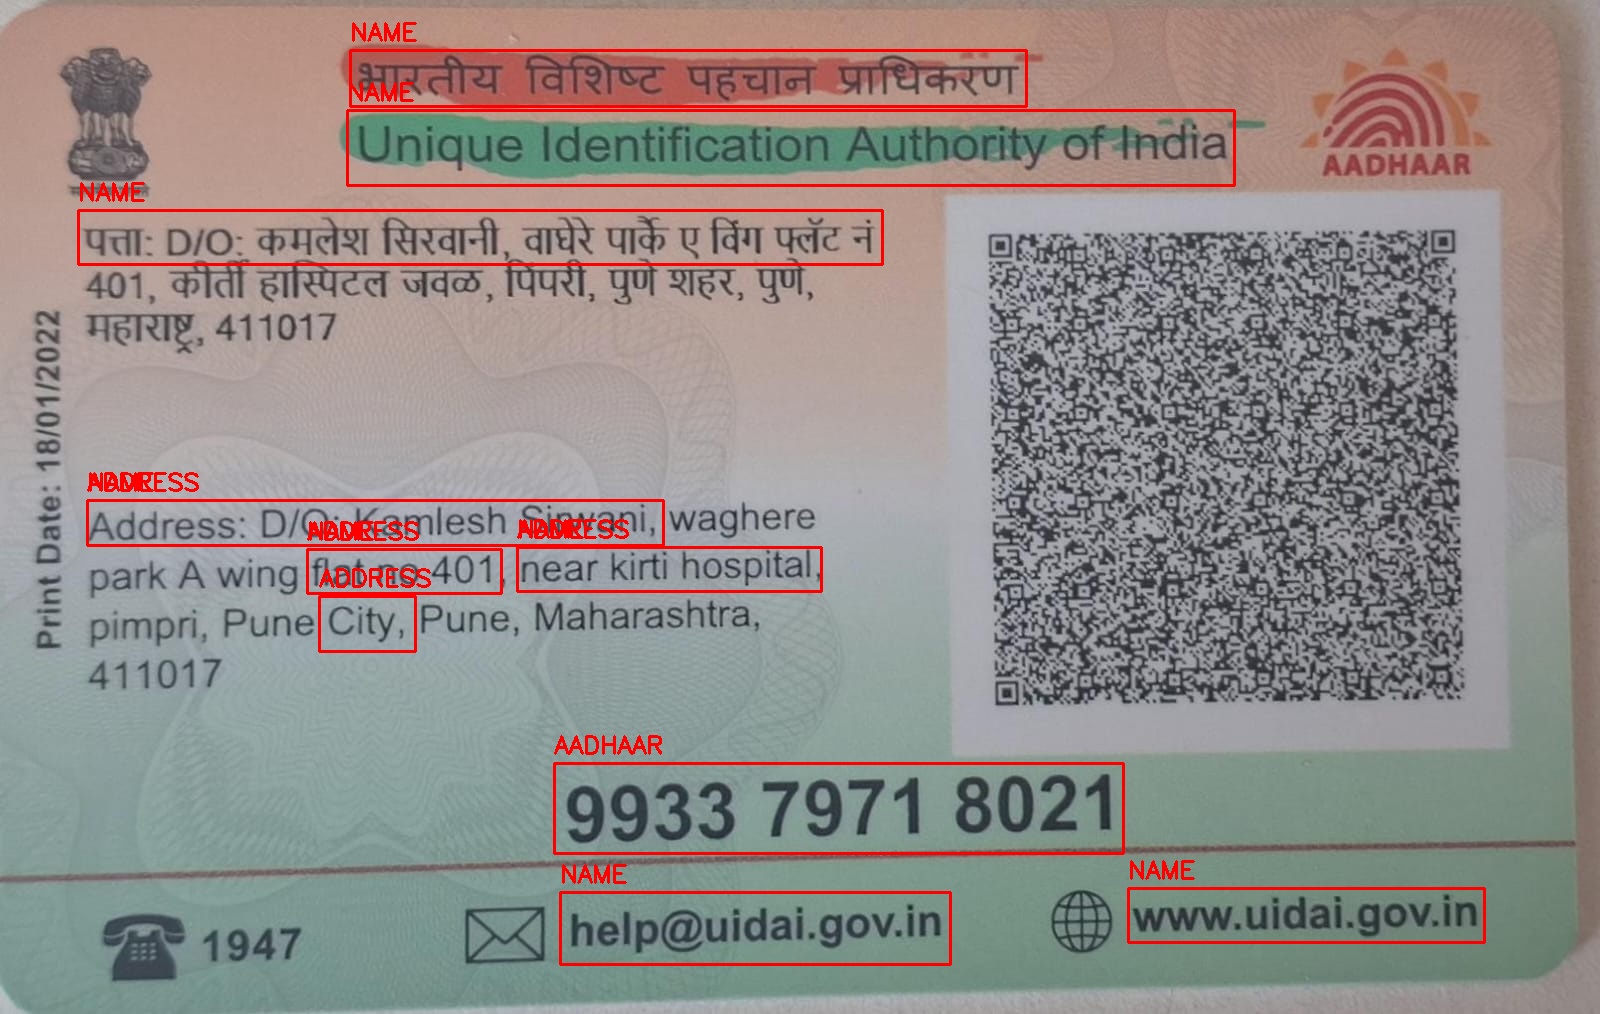 NAME
भारतीय विशिष्ट पहचान प्राधिकरण
NAME
Unique Identification Authority of India
AADHAAR
NAME
पत्ता: D/O: कमलेश सिरवानी, वाघेरे पार्के ए विंग फ्लॅट नं
401, कीर्ती हास्पिटल जवळ, पिंपरी, पुणे शहर, पुणे,
महाराष्ट्र, 411017
Print Date: 18/01/2022
ADDRESS
Address: D/O: Kamlesh Sirwani, waghere
ADDRESS ADDRESS
park A wing flat no 401, near kirti hospital,
ADDRESS
pimpri, Pune City, Pune, Maharashtra,
411017
AADHAAR
9933 7971 8021
NAME
NAME
1947
help@uidai.gov.in
www.uidai.gov.in